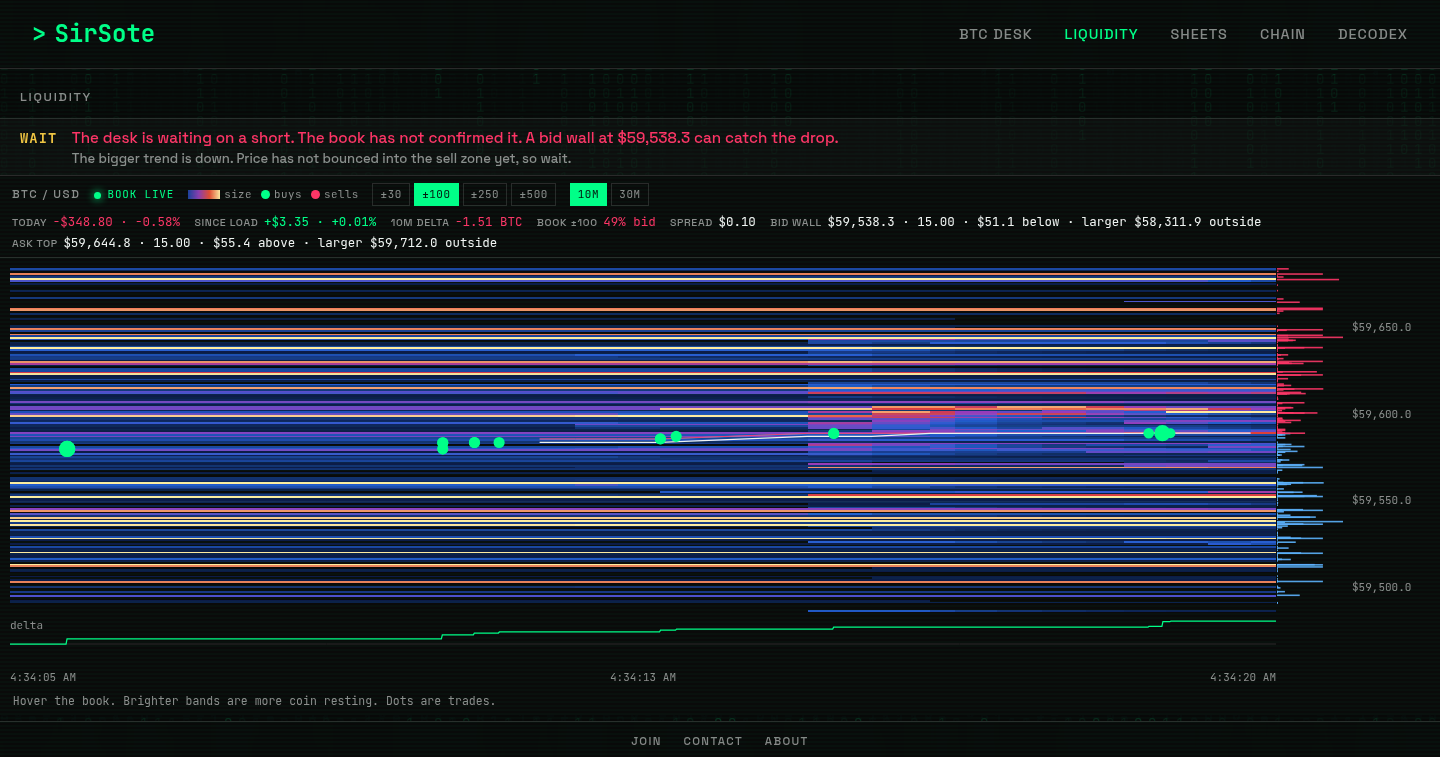 > SirSote
BTC DESK LIQUIDITY SHEETS CHAIN DECODEX
LIQUIDITY
WAIT The desk is waiting on a short. The book has not confirmed it. A bid wall at $59,538.3 can catch the drop.
The bigger trend is down. Price has not bounced into the sell zone yet, so wait.
BTC / USD BOOK LIVE size buys sells ±30 ±100 ±250 ±500 10M 30M
TODAY -$348.80 · -0.58% SINCE LOAD +$3.35 · +0.01% 10M DELTA -1.51 BTC BOOK ±100 49% bid SPREAD $0.10 BID WALL $59,538.3 · 15.00 · $51.1 below · larger $58,311.9 outside
ASK TOP $59,644.8 · 15.00 · $55.4 above · larger $59,712.0 outside
$59,650.0
$59,600.0
$59,550.0
$59,500.0
delta
4:34:05 AM 4:34:13 AM 4:34:20 AM
Hover the book. Brighter bands are more coin resting. Dots are trades.
JOIN CONTACT ABOUT